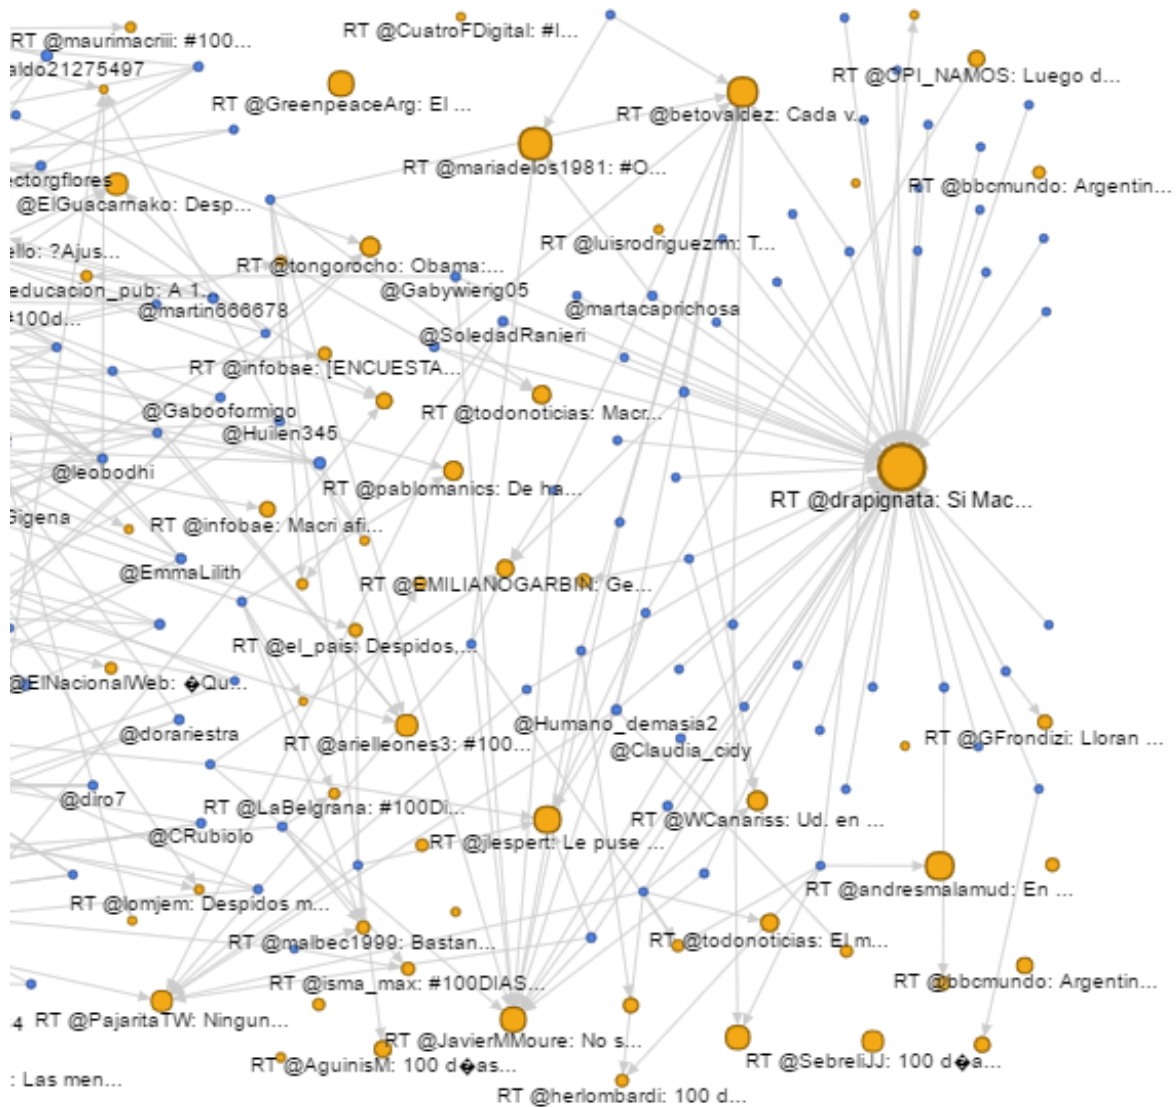 RT @CuatroFDigital: #I...
RT @maurimacriii: #100...
aldo21275497
RT @OPI_NAMOS: Luego d...
RT @GreenpeaceArg: El ...
RT @betovaldez: Cada v...
RT @mariadelos1981: #O...
ectorgflores
RT @bbcmundo: Argentin...
@ElGuacarnako: Desp...
RT @luisrodriguezrm: T...
ello: ?Ajus...
RT @tongorocho: Obama:...
educacion_pub: A 1...
@Gabywierig05
@martin666678
@martacaprichosa
#100d...
@SoledadRanieri
RT @infobae: [ENCUESTA...
@Gabooformigo
RT @todonoticias: Macr...
@Huilen345
@leobodhi
RT @pablomanics: De ha...
RT @drapignata: Si Mac...
Gigena
RT @infobae: Macri afi...
@EmmaLilith
RT @EMILIANOGARBIN: Ge...
RT @el_pais: Despidos,...
@ElNacionalWeb: �Qu...
@Humano_demasia2
@dorariestra
RT @arielleones3: #100...
@Claudia_cidy
RT @GFrondizi: Lloran ...
@diro7
RT @LaBelgrana: #100Di...
RT @WCanariss: Ud. en ...
@CRubiolo
RT @jlespert: Le puse ...
RT @andresmalamud: En ...
RT @lomjem: Despidos m...
RT @malbec1999: Bastan...
RT @todonoticias: El m...
RT @isma_max: #100DIAS...
RT @bbcmundo: Argentin...
4
RT @PajaritaTW: Ningun...
RT @JavierMMoure: No s...
RT @AguinisM: 100 d�as...
RT @SebreliJJ: 100 d�a...
: Las men...
RT @herlombardi: 100 d...